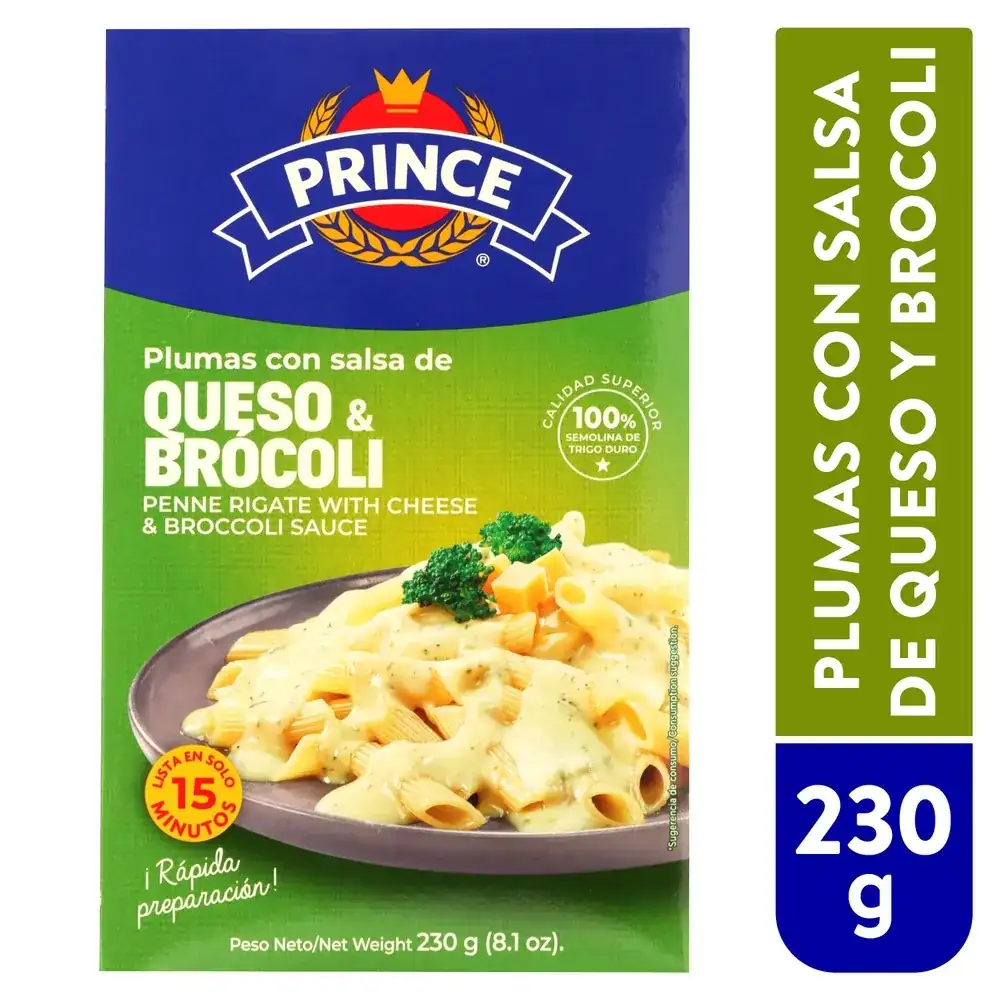 PRINCE
®
Plumas con salsa de
QUESO &
BRÓCOLI
PENNE RIGATE WITH CHEESE
& BROCCOLI SAUCE
CALIDAD SUPERIOR
100%
SEMOLINA DE
TRIGO DURO
*Sugerencia de consumo/Consumption suggestion.
LISTA EN SOLO
15
MINUTOS
¡Rápida
preparación!
Peso Neto/Net Weight 230 g (8.1 oz).
PLUMAS CON SALSA
DE QUESO Y BROCOLI
230
g